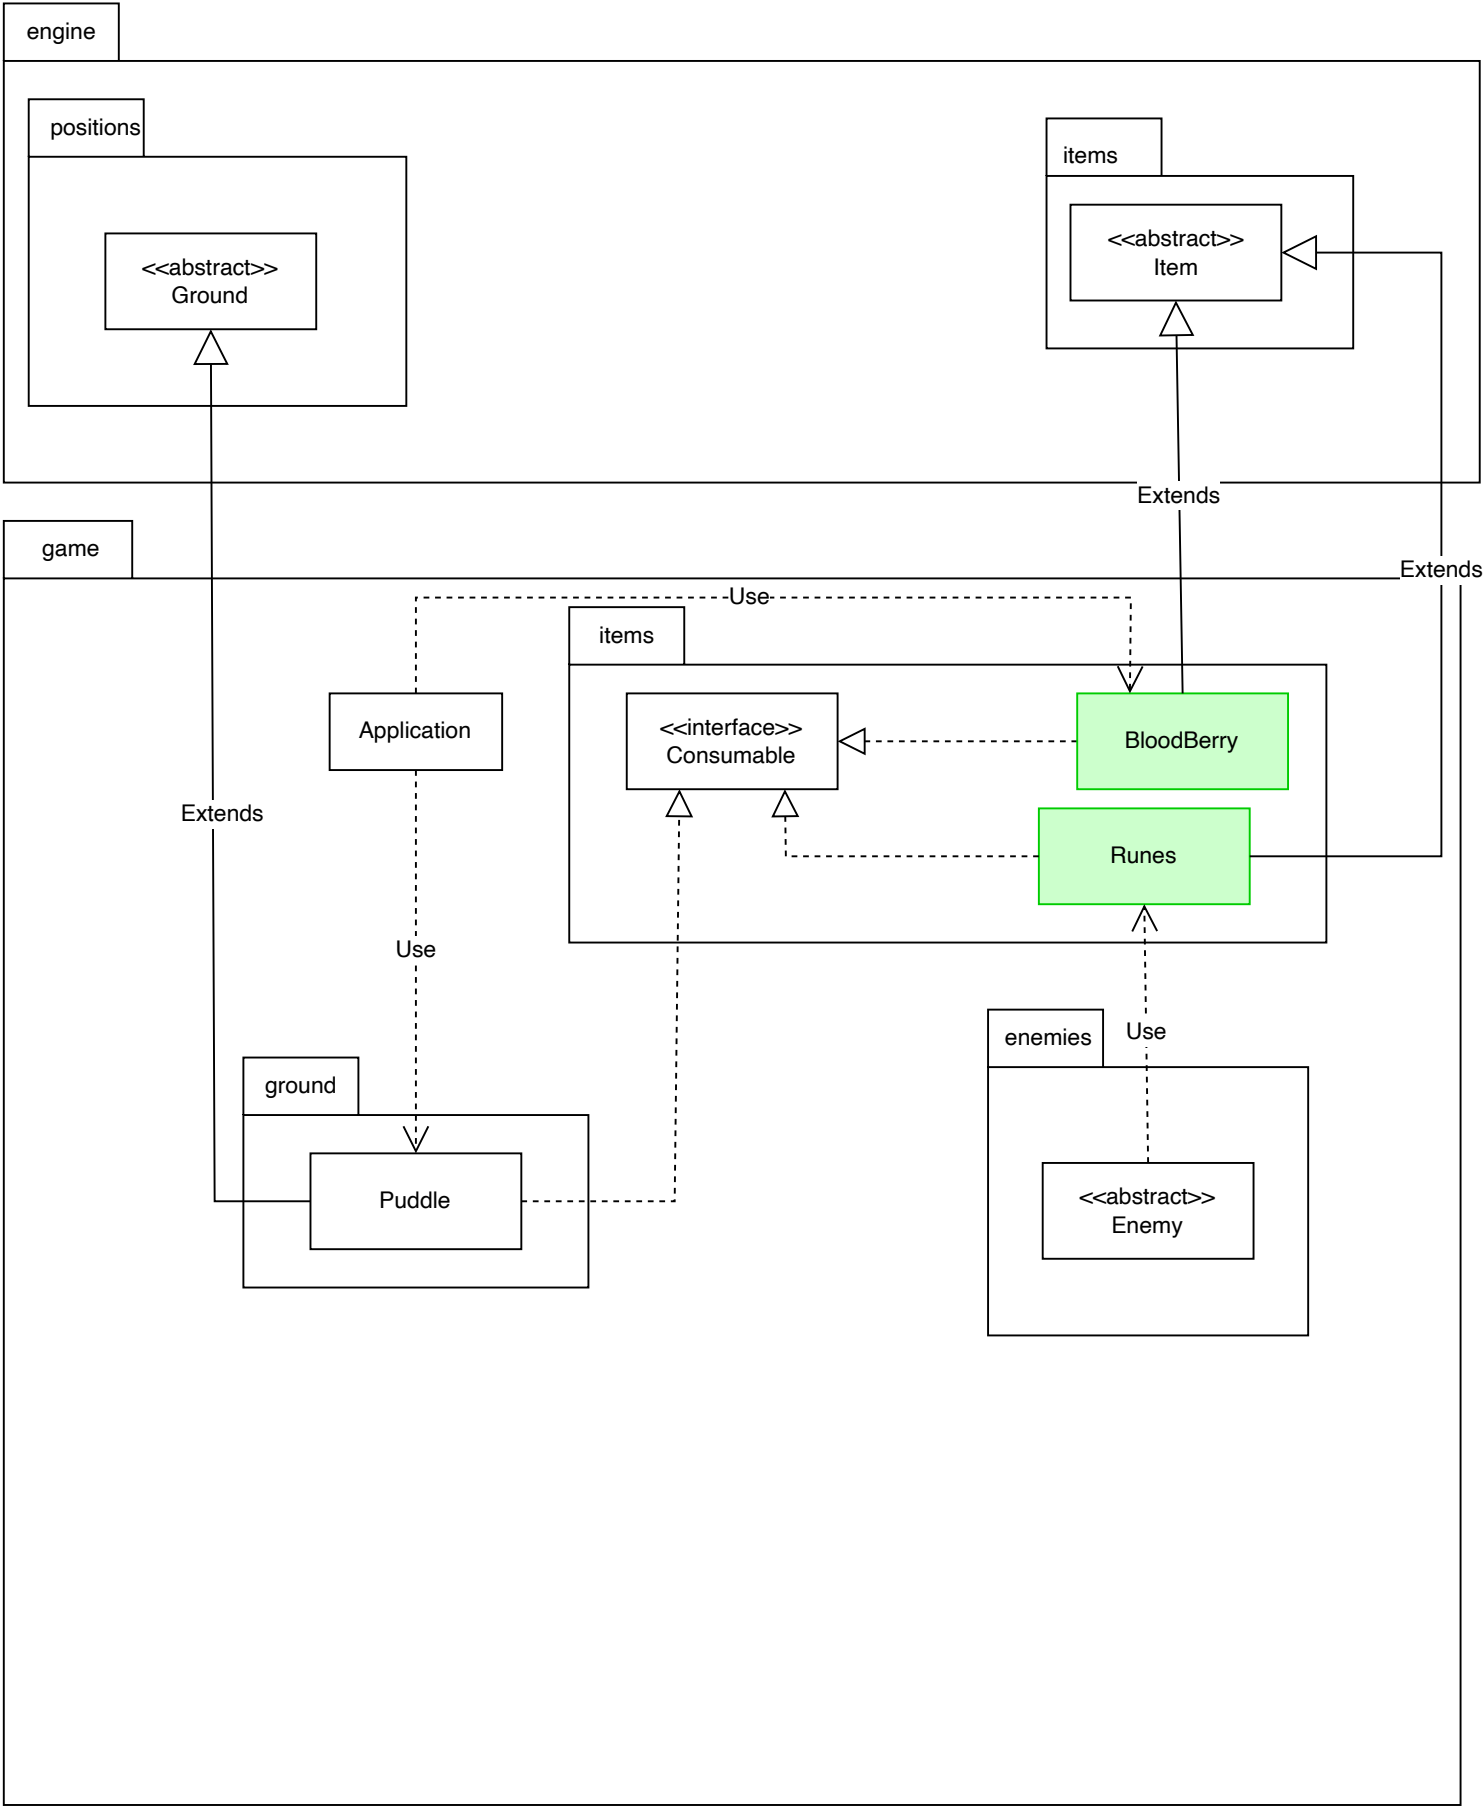 engine
positions
items
<<abstract>>
Ground
<<abstract>>
Item
Extends
game
Extends
Use
items
Application
<<interface>>
Consumable
BloodBerry
Extends
Runes
Use
enemies
Use
ground
Puddle
<<abstract>>
Enemy